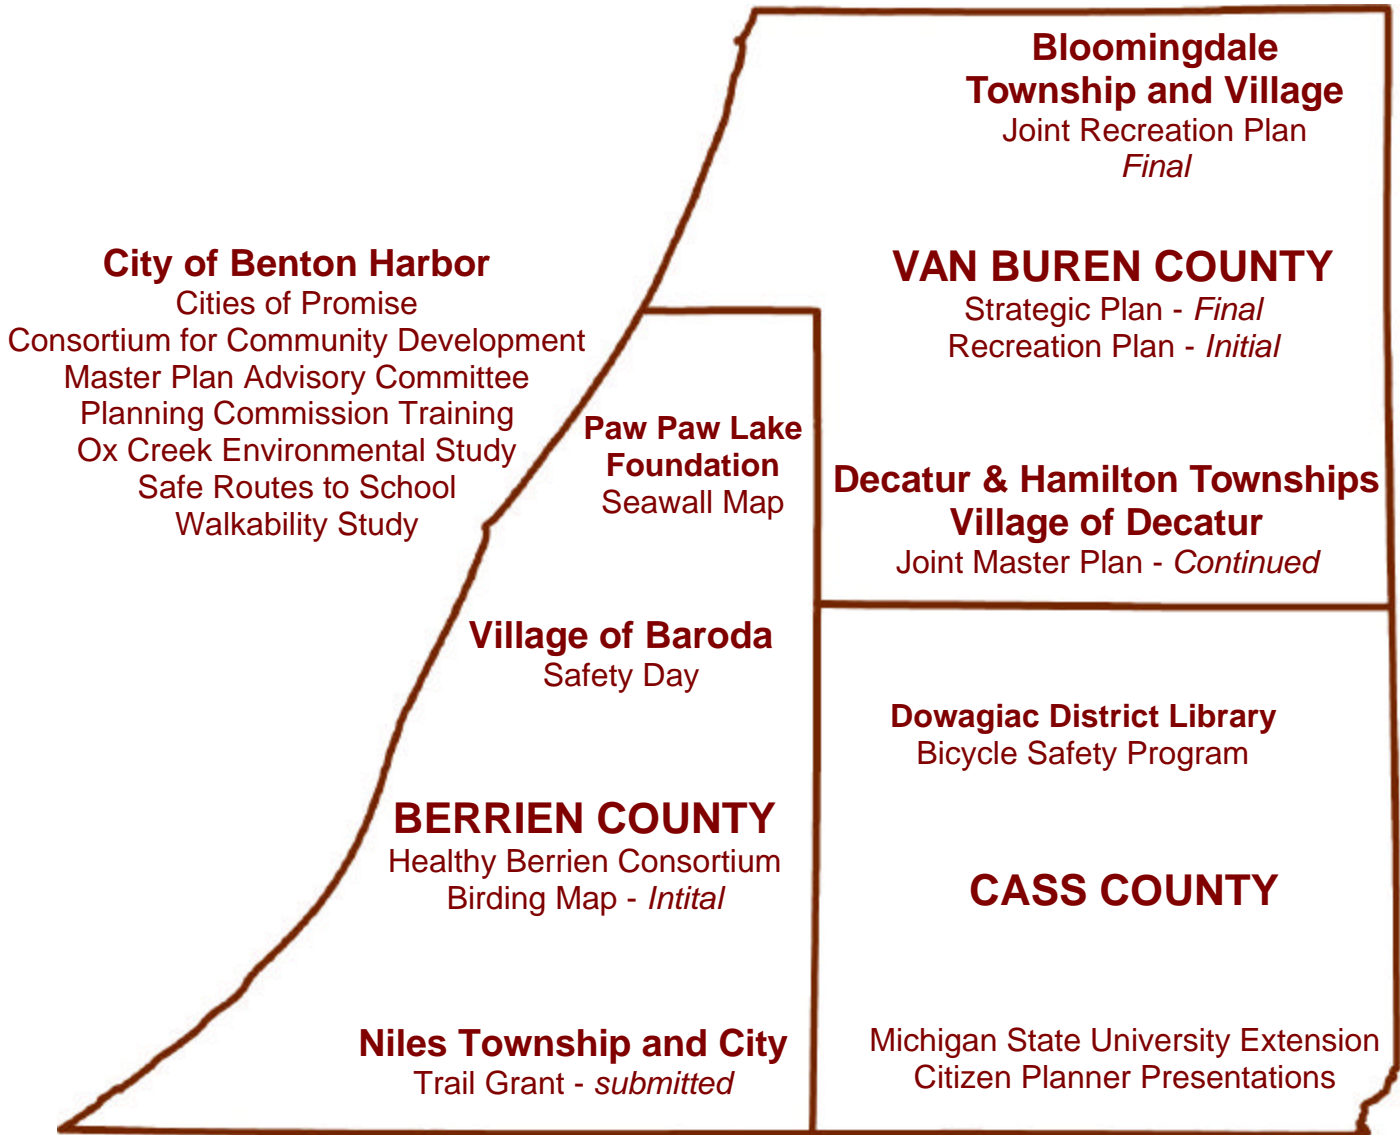 Bloomingdale
Township and Village
Joint Recreation Plan
Final
City of Benton Harbor
Cities of Promise
Consortium for Community Development
Master Plan Advisory Committee
Planning Commission Training
Ox Creek Environmental Study
Safe Routes to School
Walkability Study
VAN BUREN COUNTY
Strategic Plan - Final
Recreation Plan - Initial
Paw Paw Lake
Foundation
Seawall Map
Decatur & Hamilton Townships
Village of Decatur
Joint Master Plan - Continued
Village of Baroda
Safety Day
Dowagiac District Library
Bicycle Safety Program
BERRIEN COUNTY
Healthy Berrien Consortium
Birding Map - Intital
CASS COUNTY
Niles Township and City
Trail Grant - submitted
Michigan State University Extension
Citizen Planner Presentations